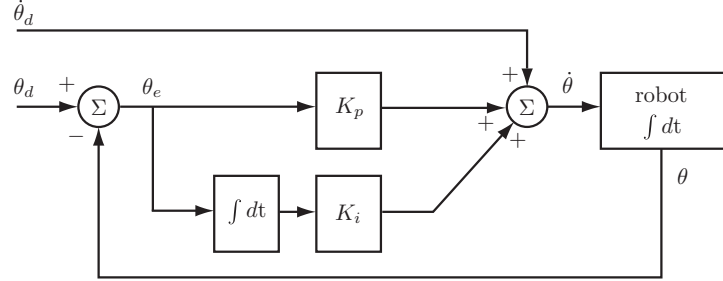 θ̇_d
θ_d
+
Σ
−
θ_e
K_p
∫ dt
K_i
+
Σ
+
+
θ̇
robot
∫ dt
θ